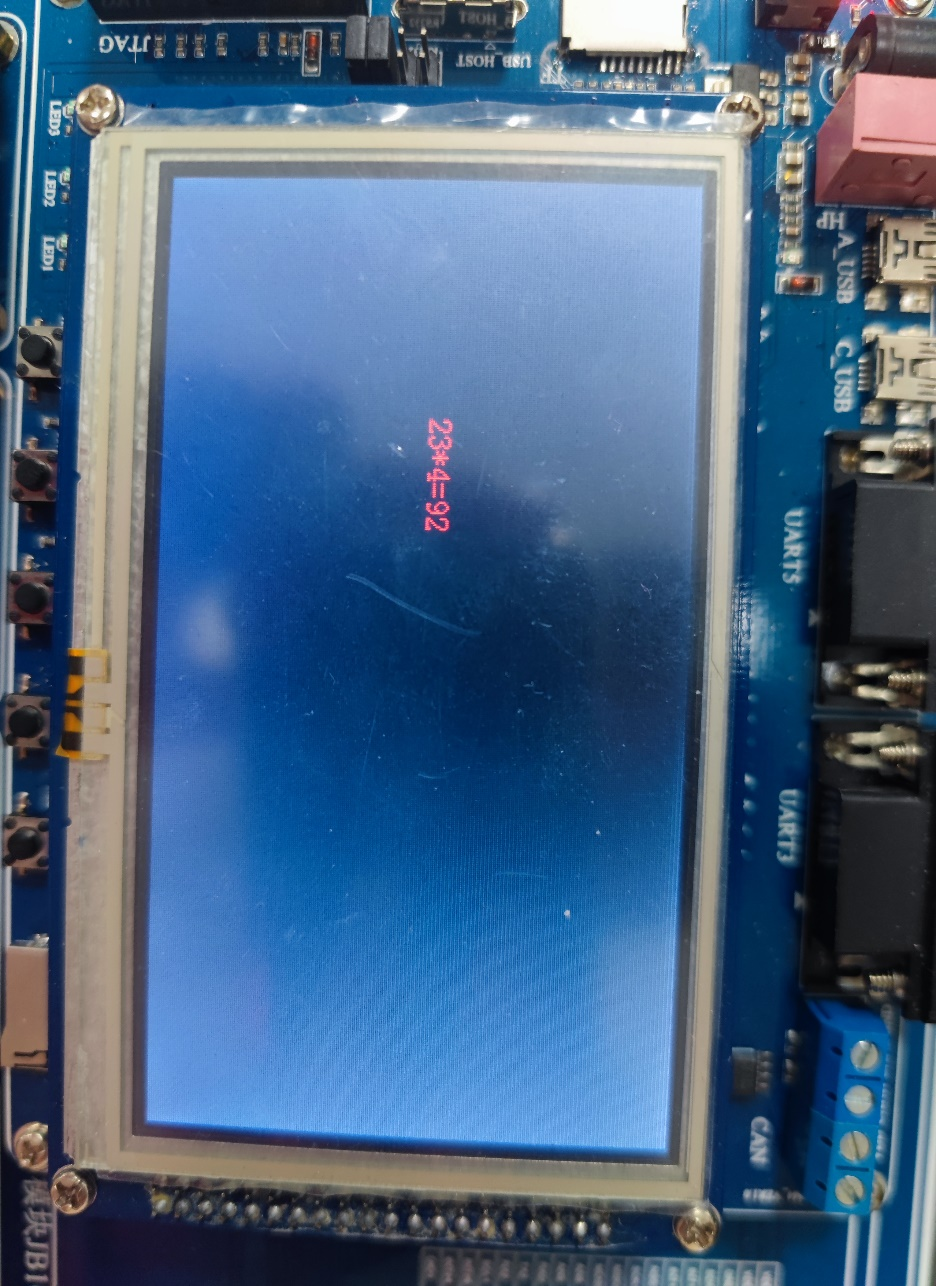 JTAG
USB_HOST
LED3
LED2
LED1
HP
A_USB
C_USB
23*4=92
UART5
UART3
CAN